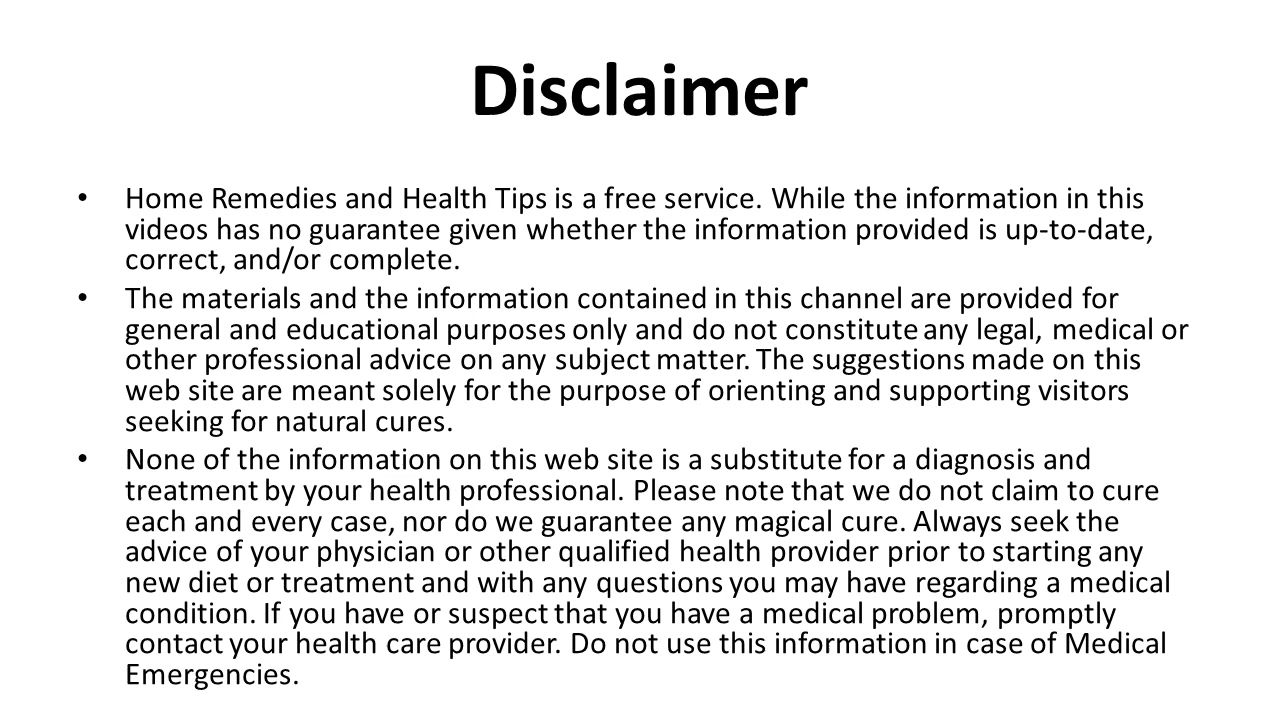 Disclaimer
• Home Remedies and Health Tips is a free service. While the information in this
videos has no guarantee given whether the information provided is up-to-date,
correct, and/or complete.
• The materials and the information contained in this channel are provided for
general and educational purposes only and do not constitute any legal, medical or
other professional advice on any subject matter. The suggestions made on this
web site are meant solely for the purpose of orienting and supporting visitors
seeking for natural cures.
• None of the information on this web site is a substitute for a diagnosis and
treatment by your health professional. Please note that we do not claim to cure
each and every case, nor do we guarantee any magical cure. Always seek the
advice of your physician or other qualified health provider prior to starting any
new diet or treatment and with any questions you may have regarding a medical
condition. If you have or suspect that you have a medical problem, promptly
contact your health care provider. Do not use this information in case of Medical
Emergencies.